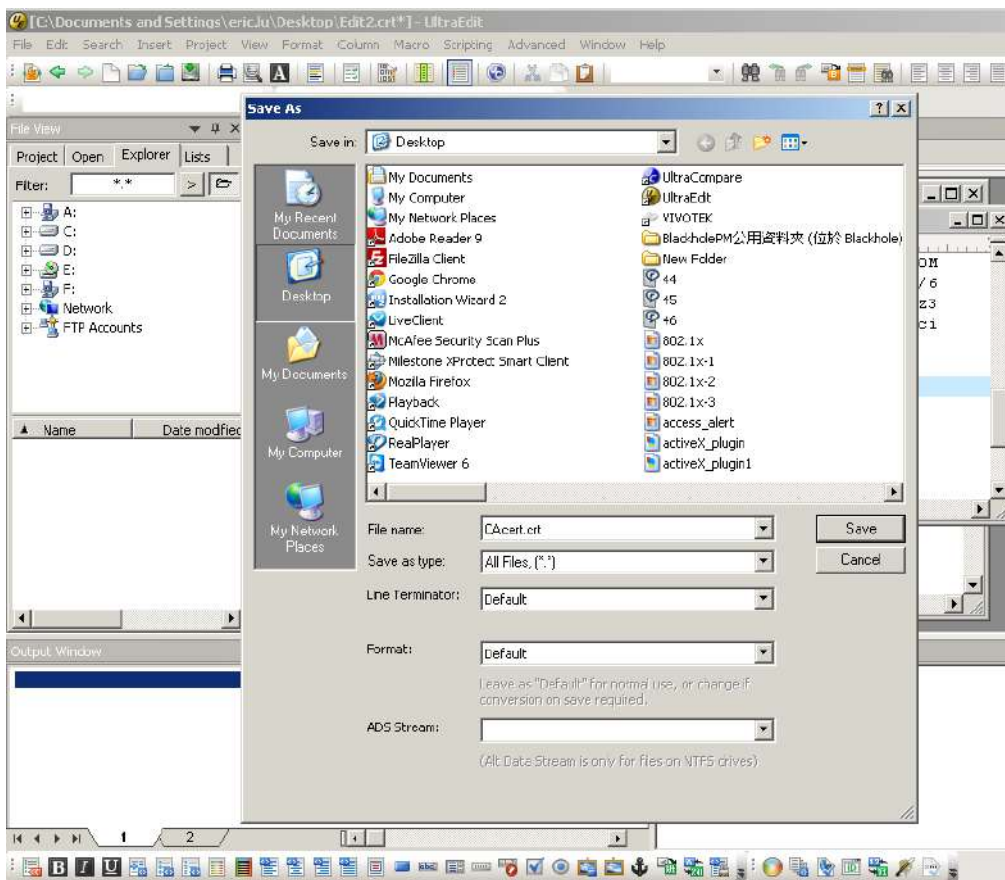 [C:\Documents and Settings\eric.lu\Desktop\Edit2.crt*] - UltraEdit
File Edit Search Insert Project View Format Column Macro Scripting Advanced Window Help
File View
Project Open Explorer Lists
Filter: *.* >
A:
C:
D:
E:
F:
Network
FTP Accounts
Name Date modified
Output Window
1 2
Save As
Save in: Desktop
My Recent Documents
Desktop
My Documents
My Computer
My Network Places
My Documents
My Computer
My Network Places
Adobe Reader 9
FileZilla Client
Google Chrome
Installation Wizard 2
LiveClient
McAfee Security Scan Plus
Milestone XProtect Smart Client
Mozilla Firefox
Playback
QuickTime Player
RealPlayer
TeamViewer 6
UltraCompare
UltraEdit
VIVOTEK
BlackholePM公用資料夾 (位於 Blackhole)
New Folder
44
45
46
802.1x
802.1x-1
802.1x-2
802.1x-3
access_alert
activeX_plugin
activeX_plugin1
File name: CAcert.crt
Save
Save as type: All Files, (*.*)
Cancel
Line Terminator: Default
Format: Default
Leave as "Default" for normal use, or change if
conversion on save required.
ADS Stream:
(Alt Data Stream is only for files on NTFS drives)
OM
/6
z3
ci
B I U